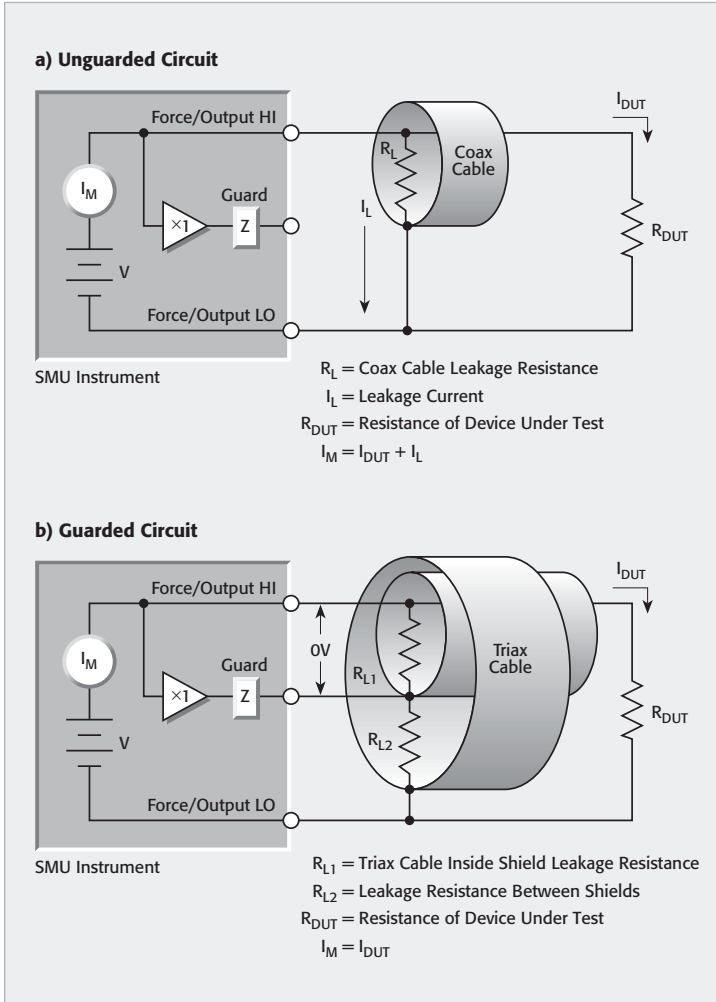 a) Unguarded Circuit
Force/Output HI
I_M
×1
Guard
Z
V
Force/Output LO
SMU Instrument
R_L
Coax
Cable
I_L
I_DUT
R_DUT
R_L = Coax Cable Leakage Resistance
I_L = Leakage Current
R_DUT = Resistance of Device Under Test
I_M = I_DUT + I_L
b) Guarded Circuit
Force/Output HI
I_M
×1
Guard
Z
V
Force/Output LO
SMU Instrument
0V
R_L1
R_L2
Triax
Cable
I_DUT
R_DUT
R_L1 = Triax Cable Inside Shield Leakage Resistance
R_L2 = Leakage Resistance Between Shields
R_DUT = Resistance of Device Under Test
I_M = I_DUT